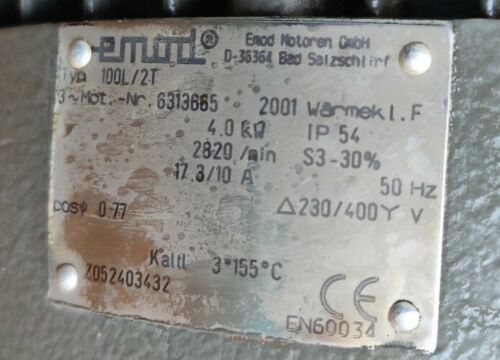 emod® Emod Motoren GmbH
D-36364 Bad Salzschlirf
Typ 100L/2T
3~Mot.-Nr. 6313665 2001 Wärmekl.F
4.0 kW IP 54
2820/min S3-30%
17.3/10 A 50 Hz
cosφ 0.77 △230/400Y V
Kaltl 3*155°C
Z052403432
CE
EN60034